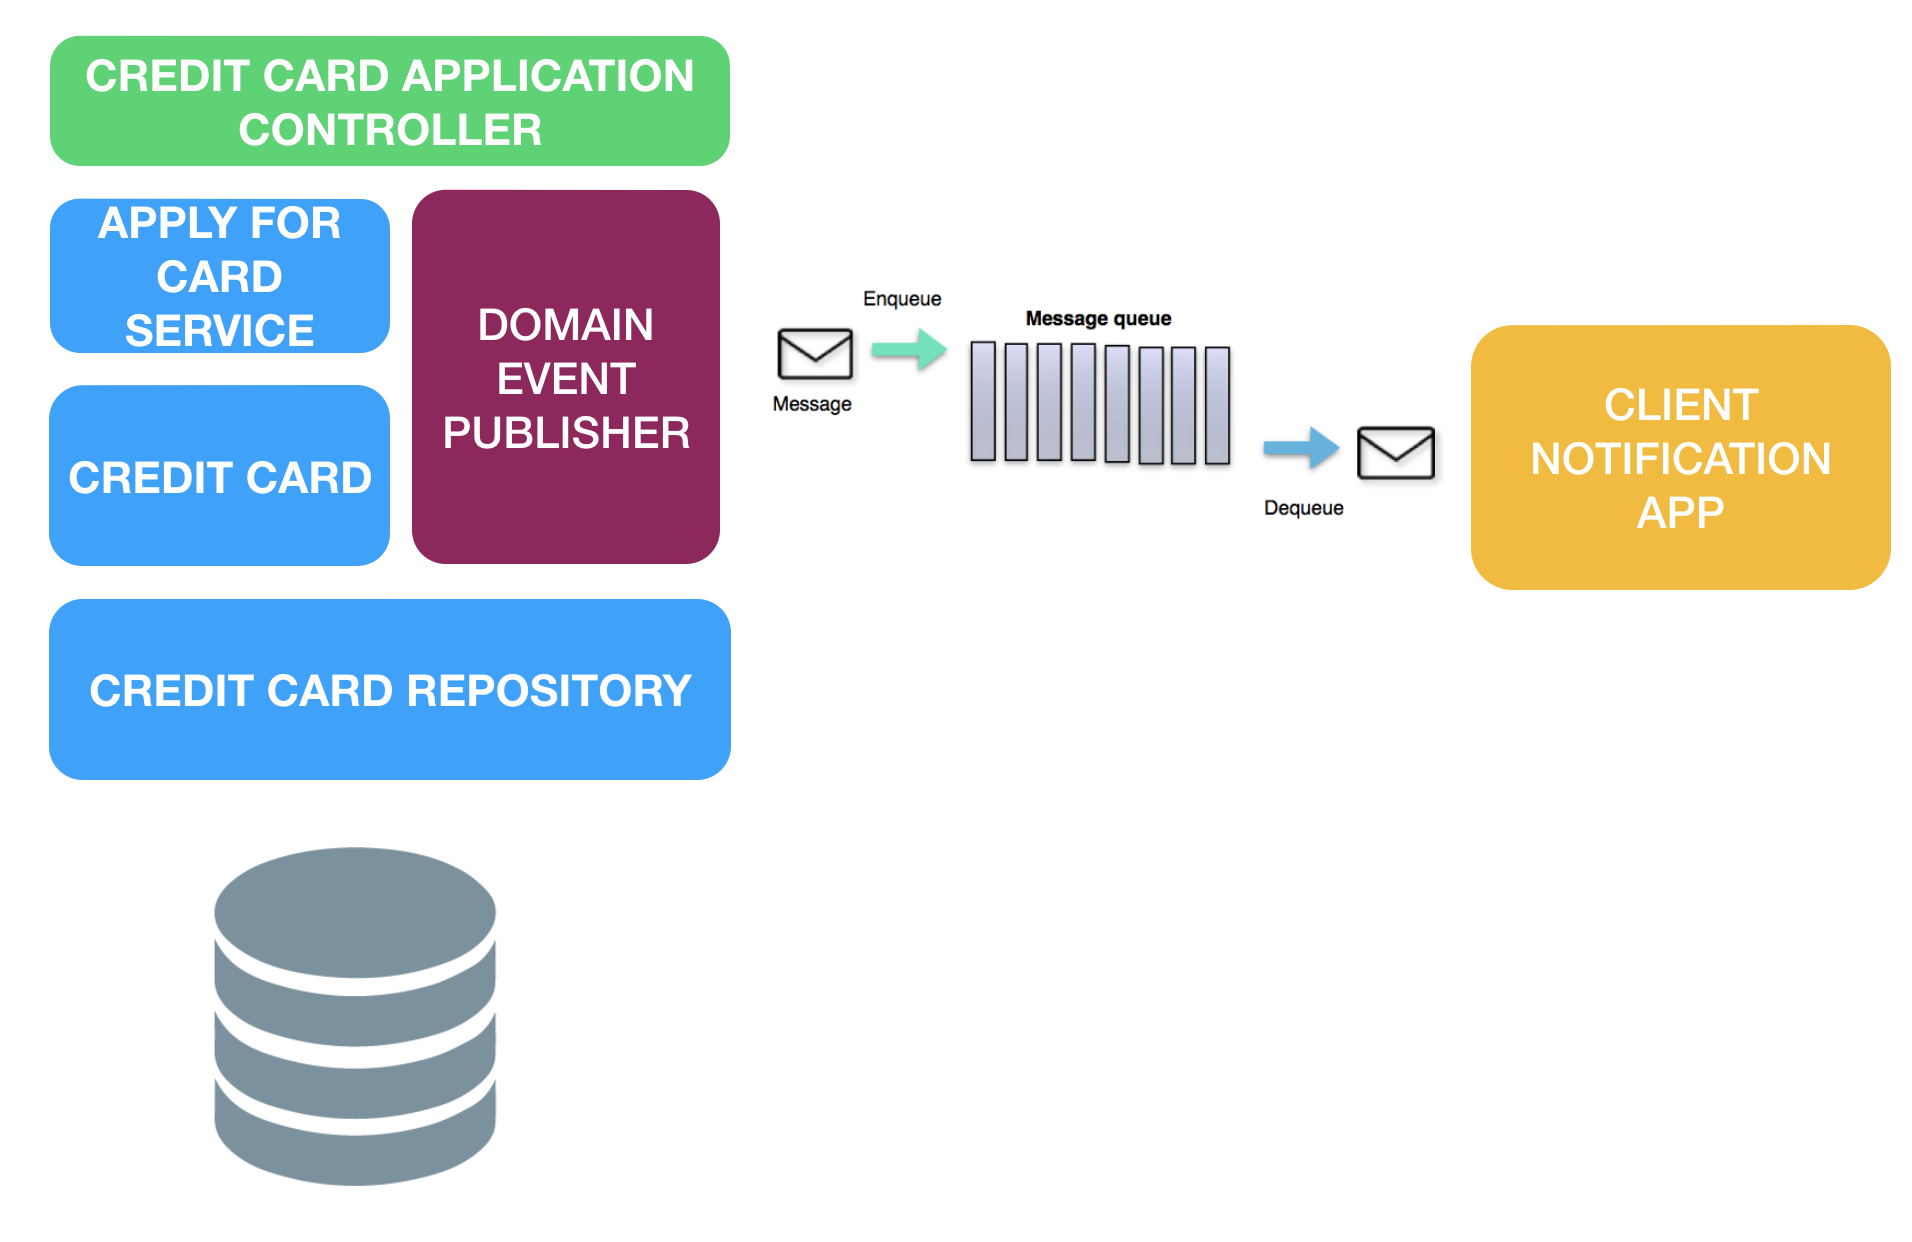 CREDIT CARD APPLICATION
CONTROLLER
APPLY FOR
CARD
SERVICE
DOMAIN
EVENT
PUBLISHER
CREDIT CARD
CREDIT CARD REPOSITORY
Enqueue
Message
Message queue
Dequeue
CLIENT
NOTIFICATION
APP